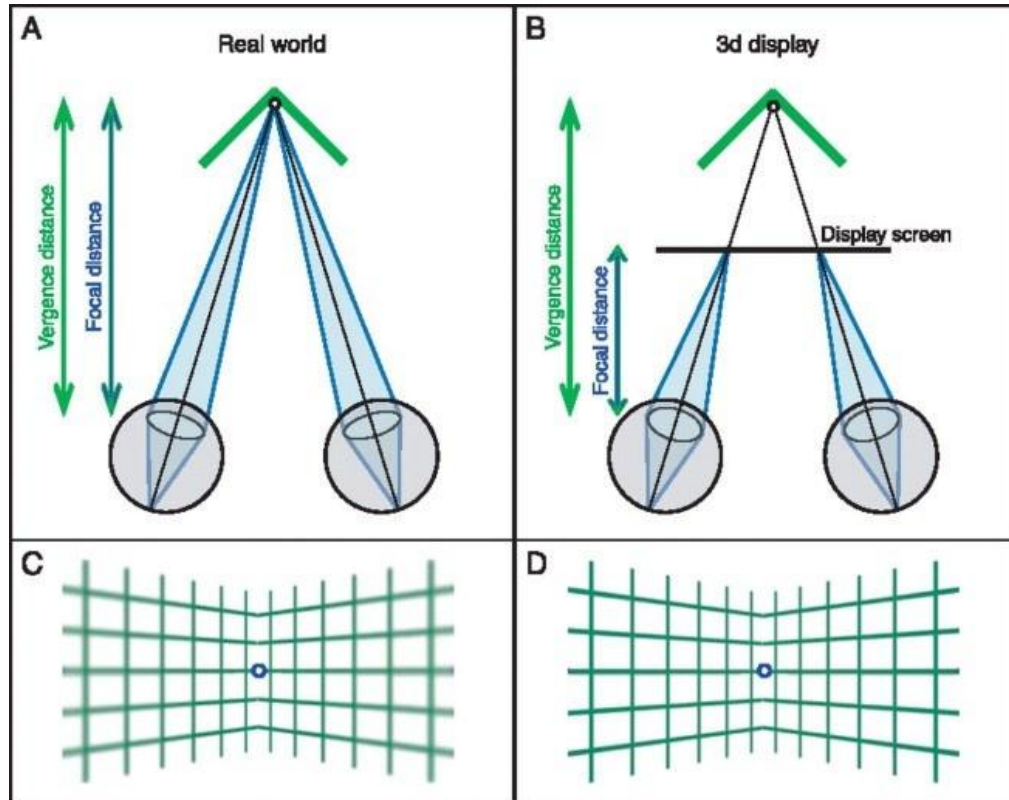 A
Real world
Vergence distance
Focal distance
B
3d display
Vergence distance
Focal distance
Display screen
C
D